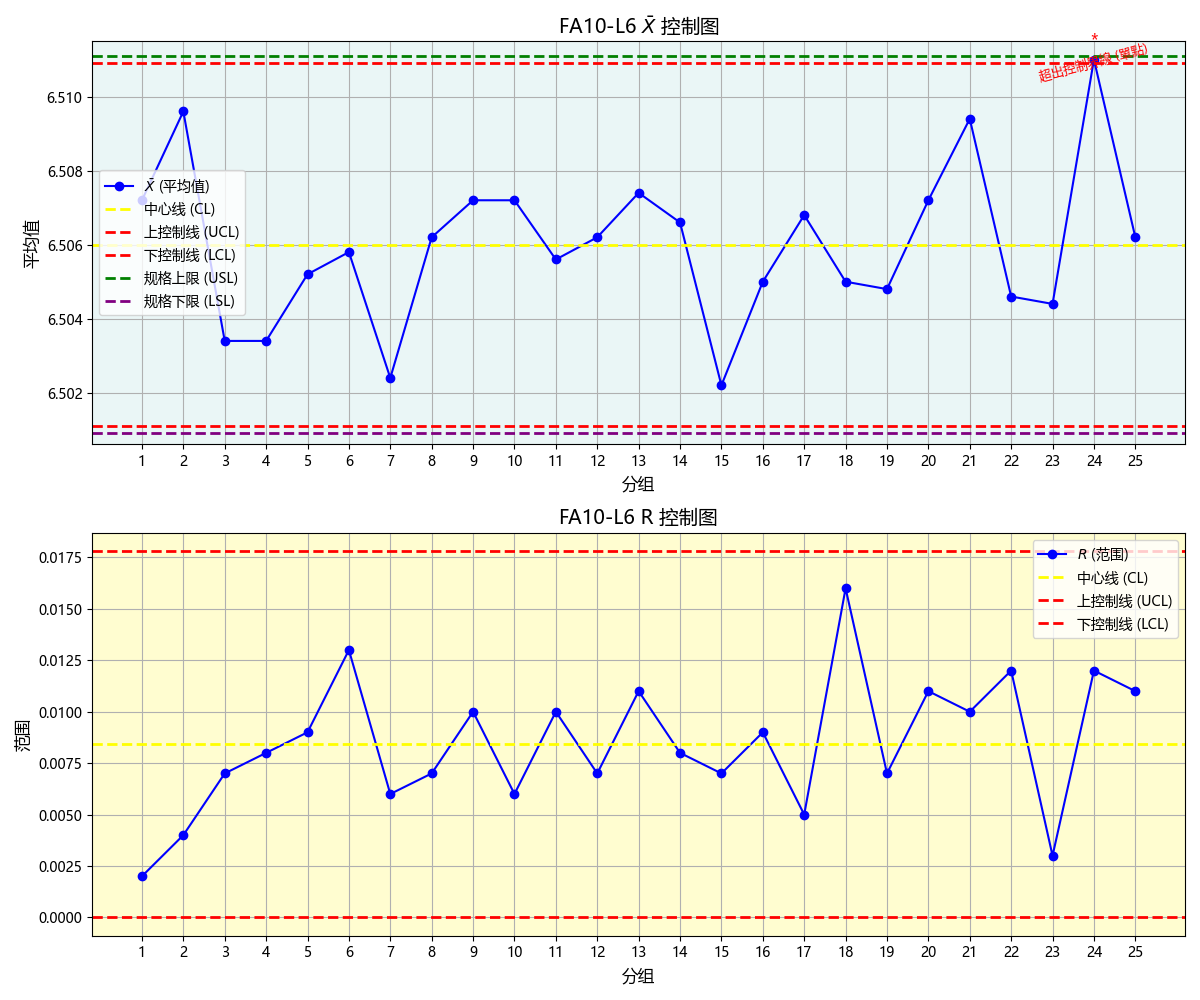 FA10-L6 X̄ 控制图
*
超出控制界線 (單點)
6.510
6.508
6.506
6.504
6.502
平均值
X̄ (平均值)
中心线 (CL)
上控制线 (UCL)
下控制线 (LCL)
规格上限 (USL)
规格下限 (LSL)
1 2 3 4 5 6 7 8 9 10 11 12 13 14 15 16 17 18 19 20 21 22 23 24 25
分组
FA10-L6 R 控制图
0.0175
0.0150
0.0125
0.0100
0.0075
0.0050
0.0025
0.0000
范围
R (范围)
中心线 (CL)
上控制线 (UCL)
下控制线 (LCL)
1 2 3 4 5 6 7 8 9 10 11 12 13 14 15 16 17 18 19 20 21 22 23 24 25
分组